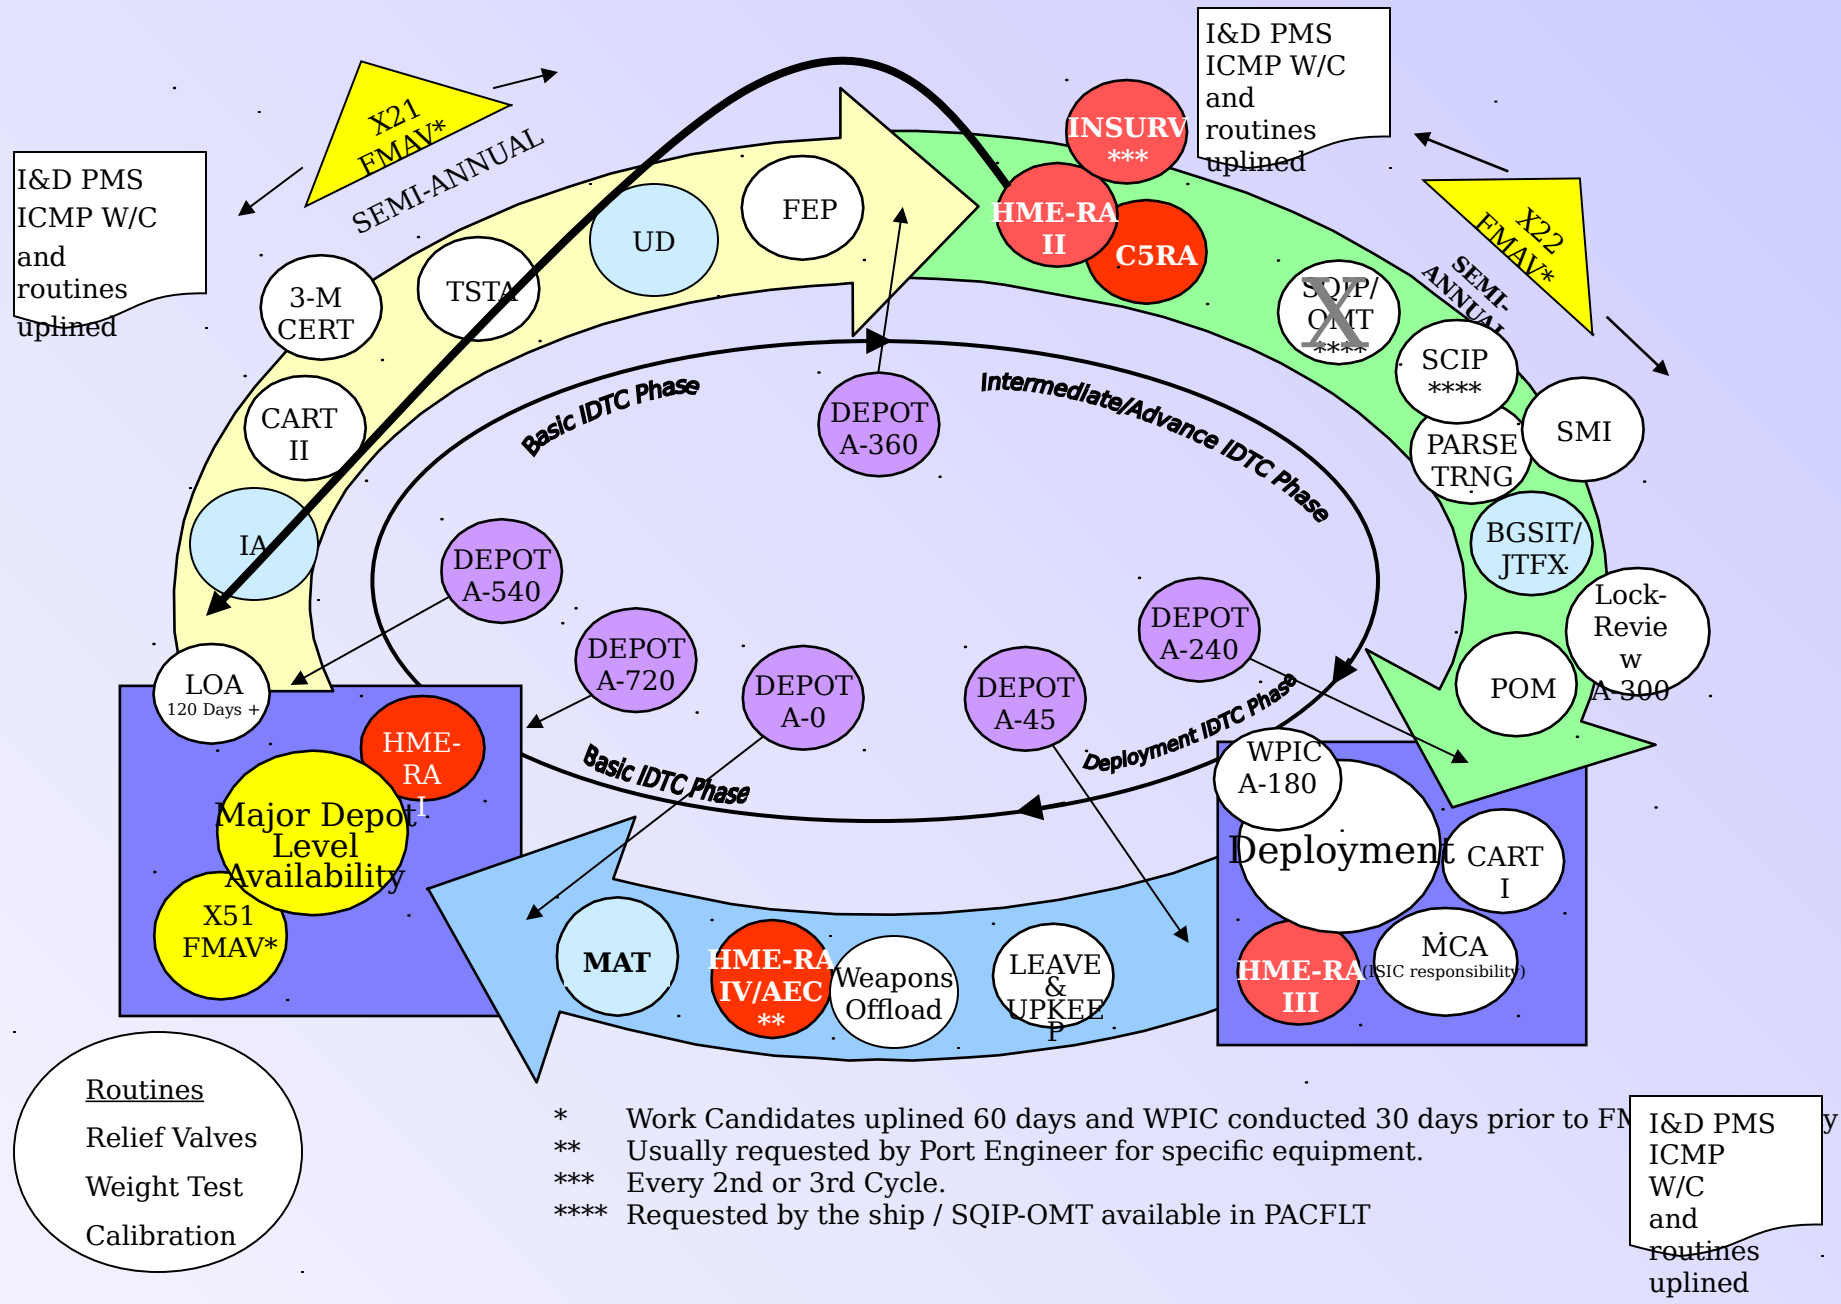 I&D PMS
ICMP W/C
and
routines
uplined
X21
FMAV*
SEMI-ANNUAL
I&D PMS
ICMP W/C
and
routines
uplined
X22
FMAV*
SEMI-
ANNUAL
INSURV
***
HME-RA
II
C5RA
FEP
UD
TSTA
3-M
CERT
CART
II
IA
SQIP/
OMT
****
X
SCIP
****
PARSE
TRNG
SMI
BGSIT/
JTFX
Lock-
Revie
w
A-300
POM
Basic IDTC Phase
Intermediate/Advance IDTC Phase
DEPOT
A-360
DEPOT
A-540
DEPOT
A-720
DEPOT
A-0
DEPOT
A-45
DEPOT
A-240
Basic IDTC Phase
Deployment IDTC Phase
LOA
120 Days +
HME-
RA
I
Major Depot
Level
Availability
X51
FMAV*
WPIC
A-180
Deployment
CART
I
MCA
(ISIC responsibility)
HME-RA
III
MAT
HME-RA
IV/AEC
**
Weapons
Offload
LEAVE
&
UPKEE
P
Routines
Relief Valves
Weight Test
Calibration
* Work Candidates uplined 60 days and WPIC conducted 30 days prior to
** Usually requested by Port Engineer for specific equipment.
*** Every 2nd or 3rd Cycle.
**** Requested by the ship / SQIP-OMT available in PACFLT
I&D PMS
ICMP
W/C
and
routines
uplined